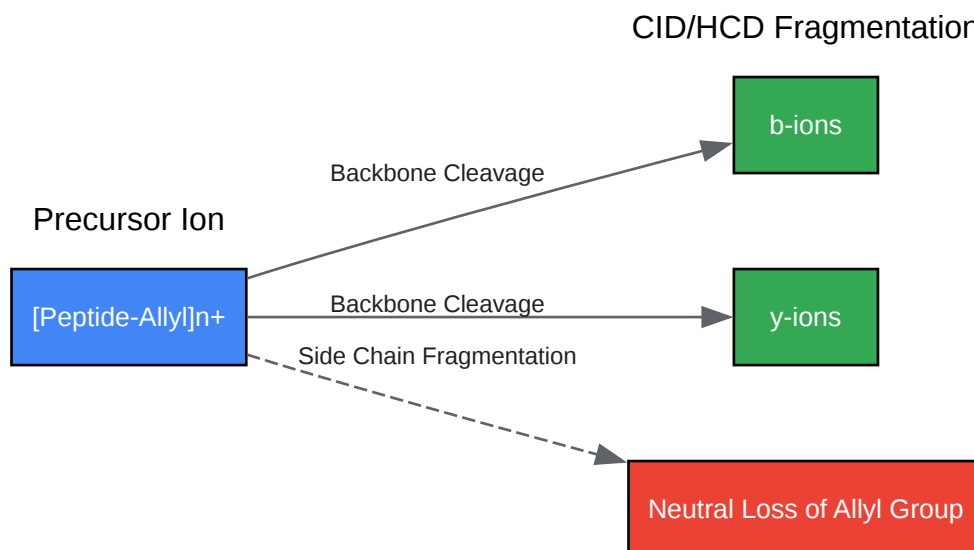 CID/HCD Fragmentation
b-ions
Backbone Cleavage
Precursor Ion
[Peptide-Allyl]n+
Backbone Cleavage
y-ions
Side Chain Fragmentation
Neutral Loss of Allyl Group